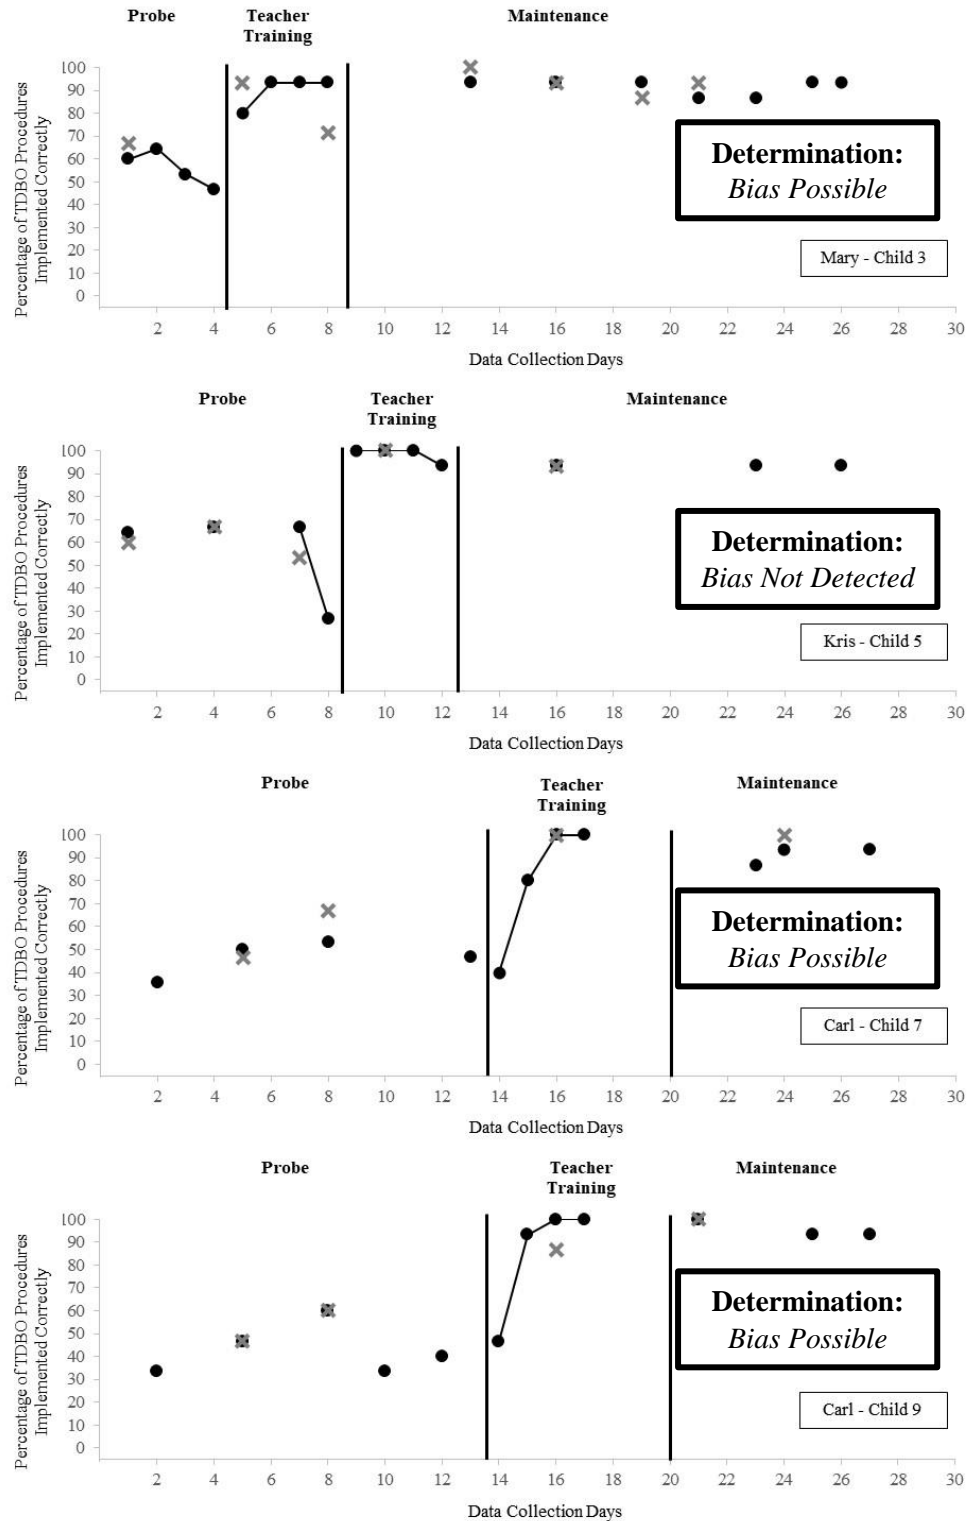 Probe
Teacher
Training
Maintenance
Percentage of TDBO Procedures
Implemented Correctly
100
90
80
70
60
50
40
30
20
10
0
Determination:
Bias Possible
Mary - Child 3
2 4 6 8 10 12 14 16 18 20 22 24 26 28 30
Data Collection Days
Probe
Teacher
Training
Maintenance
Percentage of TDBO Procedures
Implemented Correctly
100
90
80
70
60
50
40
30
20
10
0
Determination:
Bias Not Detected
Kris - Child 5
2 4 6 8 10 12 14 16 18 20 22 24 26 28 30
Data Collection Days
Probe
Teacher
Training
Maintenance
Percentage of TDBO Procedures
Implemented Correctly
100
90
80
70
60
50
40
30
20
10
0
Determination:
Bias Possible
Carl - Child 7
2 4 6 8 10 12 14 16 18 20 22 24 26 28 30
Data Collection Days
Probe
Teacher
Training
Maintenance
Percentage of TDBO Procedures
Implemented Correctly
100
90
80
70
60
50
40
30
20
10
0
Determination:
Bias Possible
Carl - Child 9
2 4 6 8 10 12 14 16 18 20 22 24 26 28 30
Data Collection Days